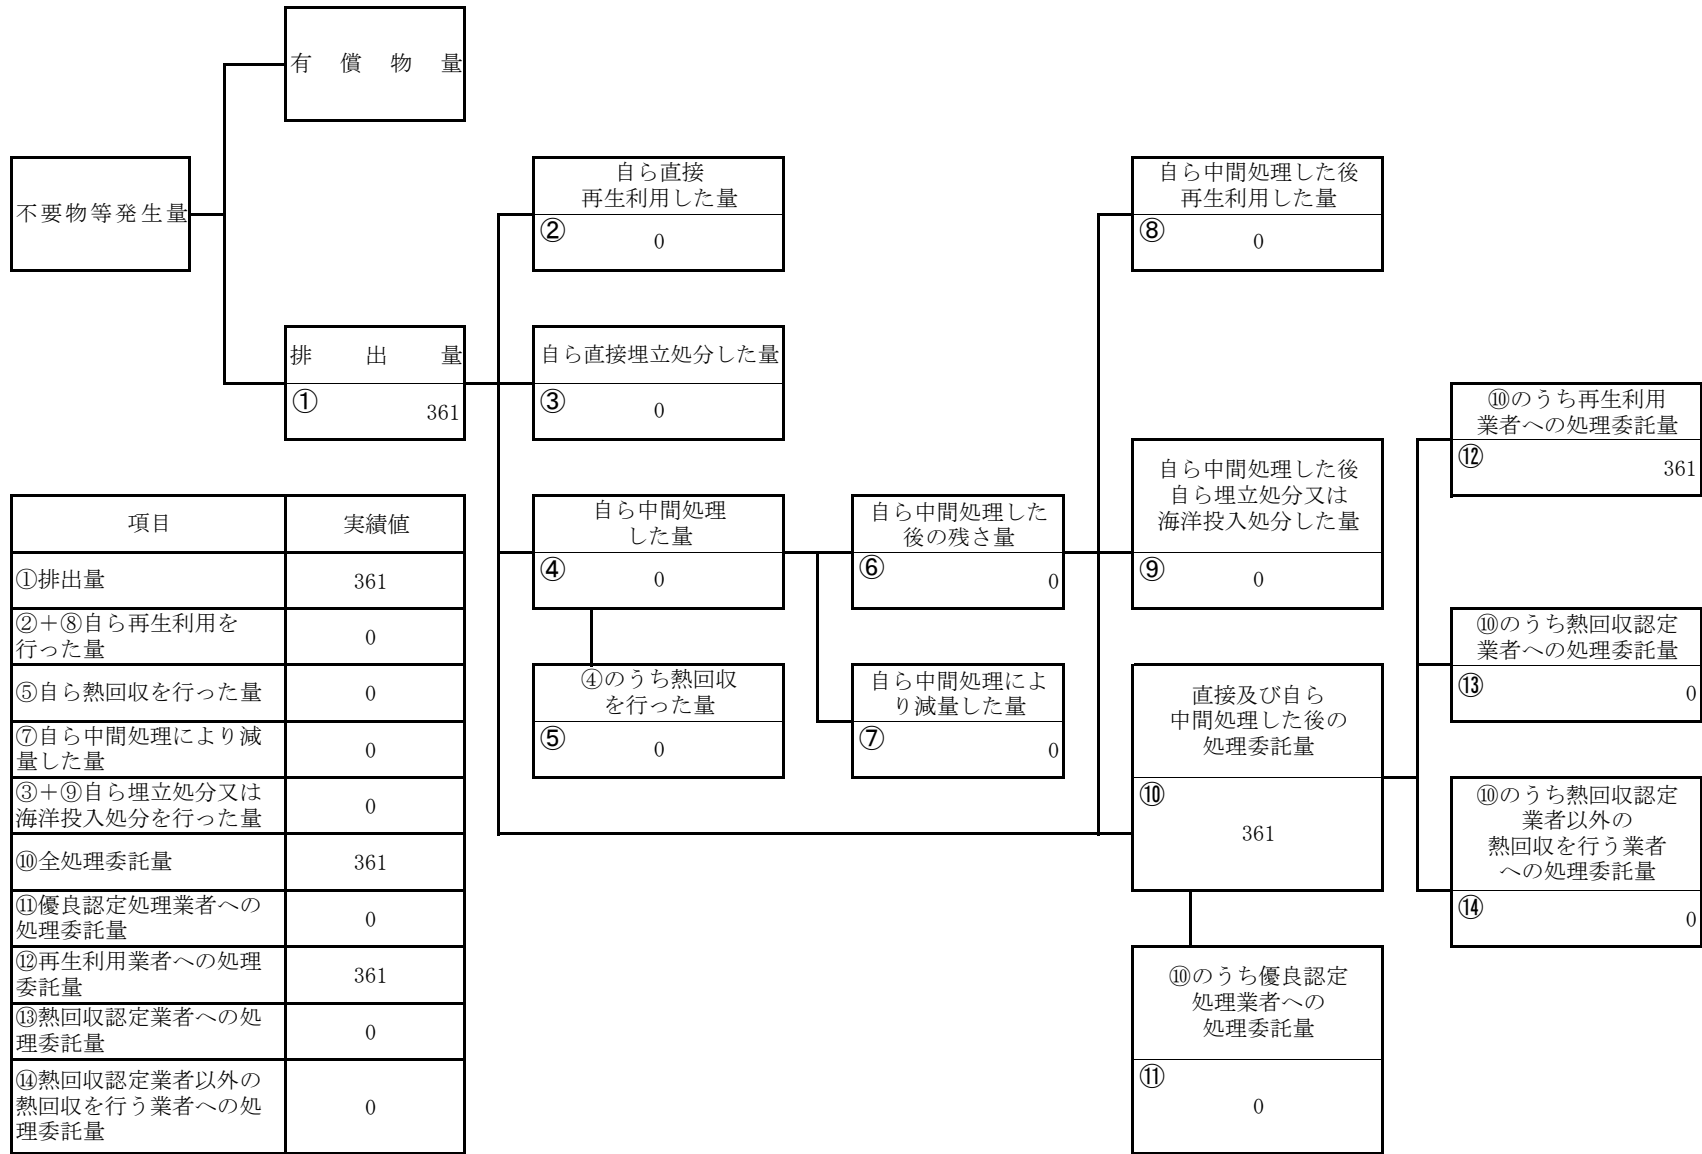 有償物量
不要物等発生量
排出量
①
361
自ら直接
再生利用した量
②
0
自ら直接埋立処分した量
③
0
自ら中間処理
した量
④
0
④のうち熱回収
を行った量
⑤
0
自ら中間処理した
後の残さ量
⑥
0
自ら中間処理によ
り減量した量
⑦
0
自ら中間処理した後
再生利用した量
⑧
0
自ら中間処理した後
自ら埋立処分又は
海洋投入処分した量
⑨
0
直接及び自ら
中間処理した後の
処理委託量
⑩
361
⑩のうち優良認定
処理業者への
処理委託量
⑪
0
⑩のうち再生利用
業者への処理委託量
⑫
361
⑩のうち熱回収認定
業者への処理委託量
⑬
0
⑩のうち熱回収認定
業者以外の
熱回収を行う業者
への処理委託量
⑭
0
項目 実績値
①排出量 361
②＋⑧自ら再生利用を
行った量 0
⑤自ら熱回収を行った量 0
⑦自ら中間処理により減
量した量 0
③＋⑨自ら埋立処分又は
海洋投入処分を行った量 0
⑩全処理委託量 361
⑪優良認定処理業者への
処理委託量 0
⑫再生利用業者への処理
委託量 361
⑬熱回収認定業者への処
理委託量 0
⑭熱回収認定業者以外の
熱回収を行う業者への処
理委託量 0